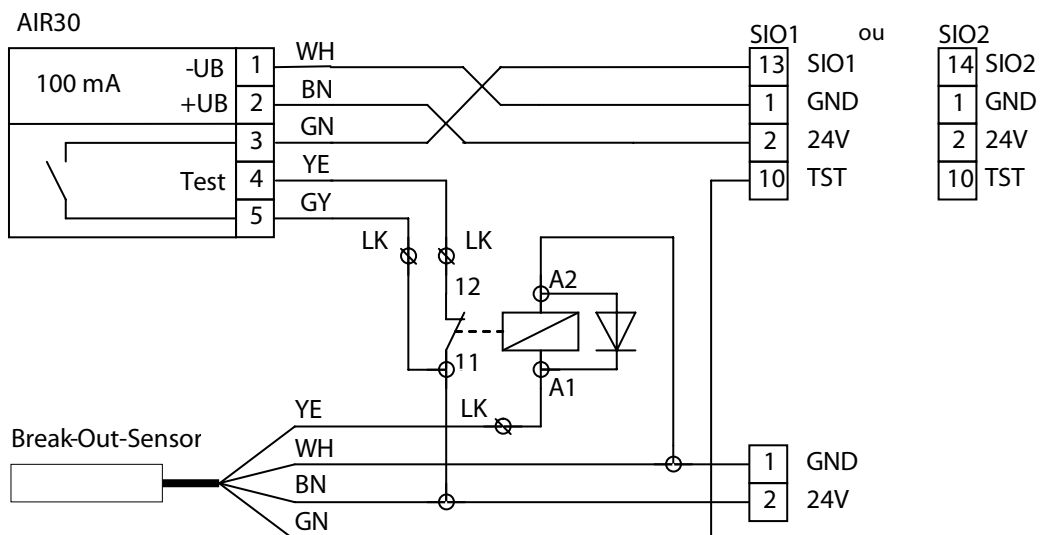 AIR30
SIO1 ou SIO2
100 mA -UB 1 WH 13 SIO1 14 SIO2
+UB 2 BN 1 GND 1 GND
3 GN 2 24V 2 24V
Test 4 YE 10 TST 10 TST
5 GY
LK LK
12 A2
11 A1
YE LK
Break-Out-Sensor WH 1 GND
BN 2 24V
GN